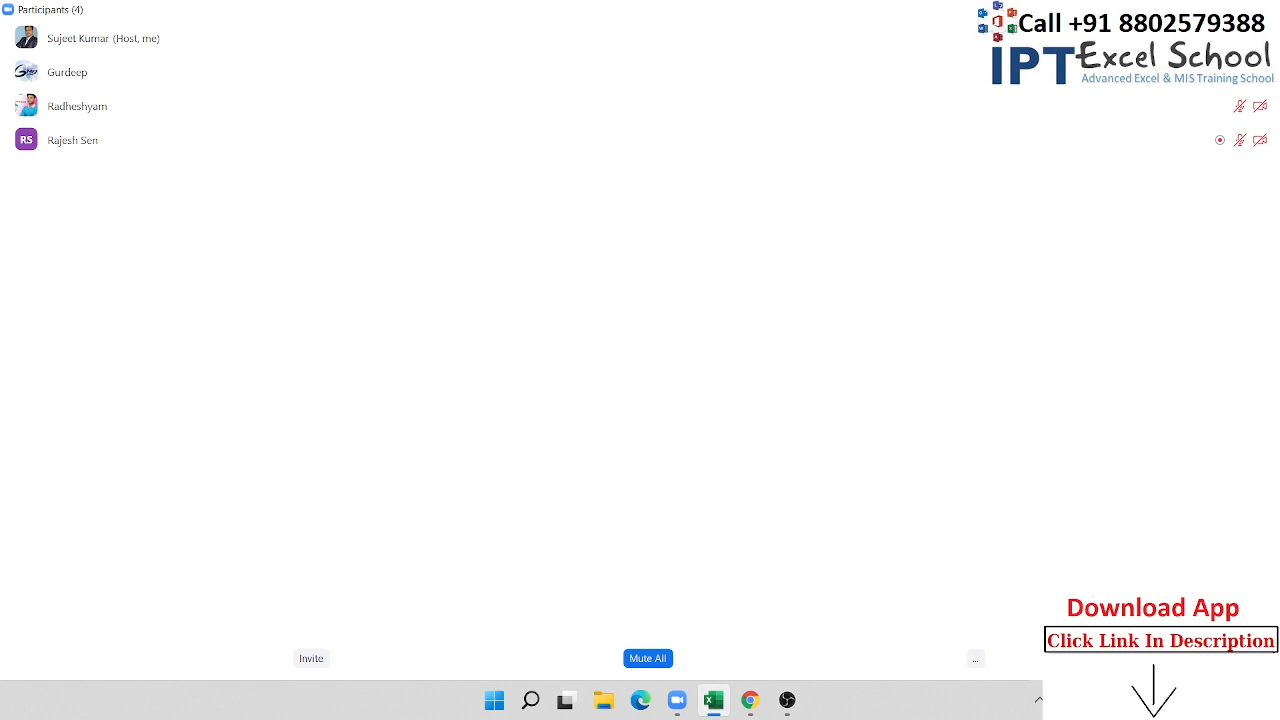 Participants (4)
Call +91 8802579388
Sujeet Kumar (Host, me)
IPT Excel School
Advanced Excel & MIS Training School
Gurdeep
Radheshyam
RS Rajesh Sen
Download App
Click Link In Description
Invite
Mute All
...